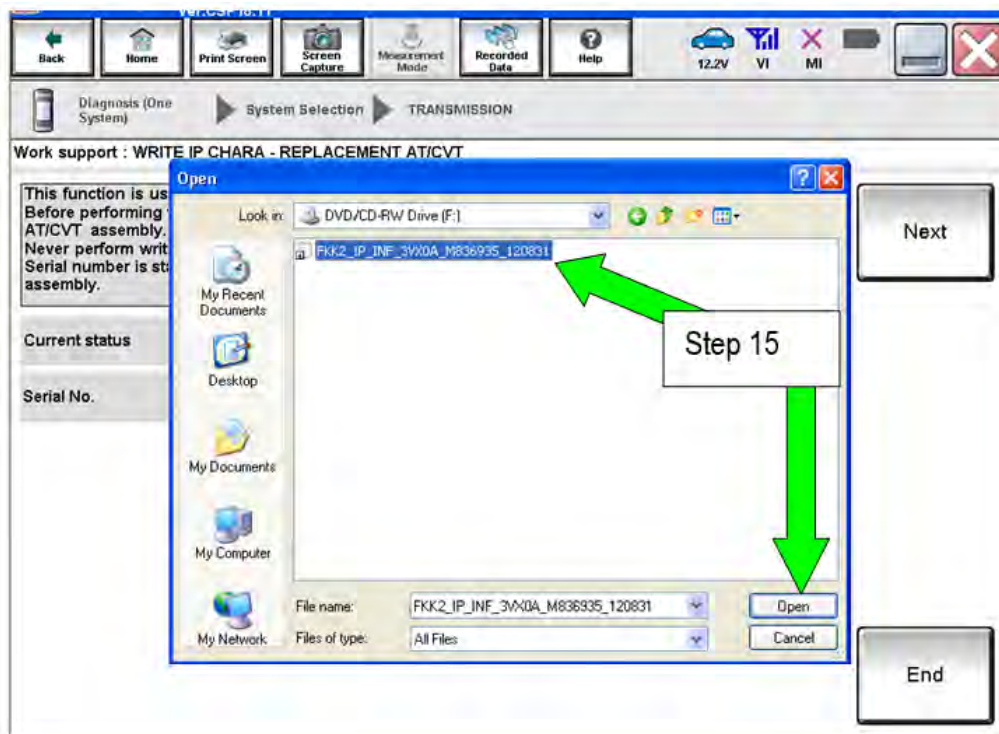 Back
Home
Print Screen
Screen Capture
Measurement Mode
Recorded Data
Help
12.2V
VI
MI
Diagnosis (One System)
System Selection
TRANSMISSION
Work support : WRITE IP CHARA - REPLACEMENT AT/CVT
This function is us
Before performing
AT/CVT assembly.
Never perform writ
Serial number is sta
assembly.
Current status
Serial No.
Open
Look in:
DVD/CD-RW Drive (F:)
FKK2_IP_INF_3VX0A_M836935_120831
My Recent Documents
Desktop
My Documents
My Computer
My Network
File name:
FKK2_IP_INF_3VX0A_M836935_120831
Open
Files of type:
All Files
Cancel
Step 15
Next
End